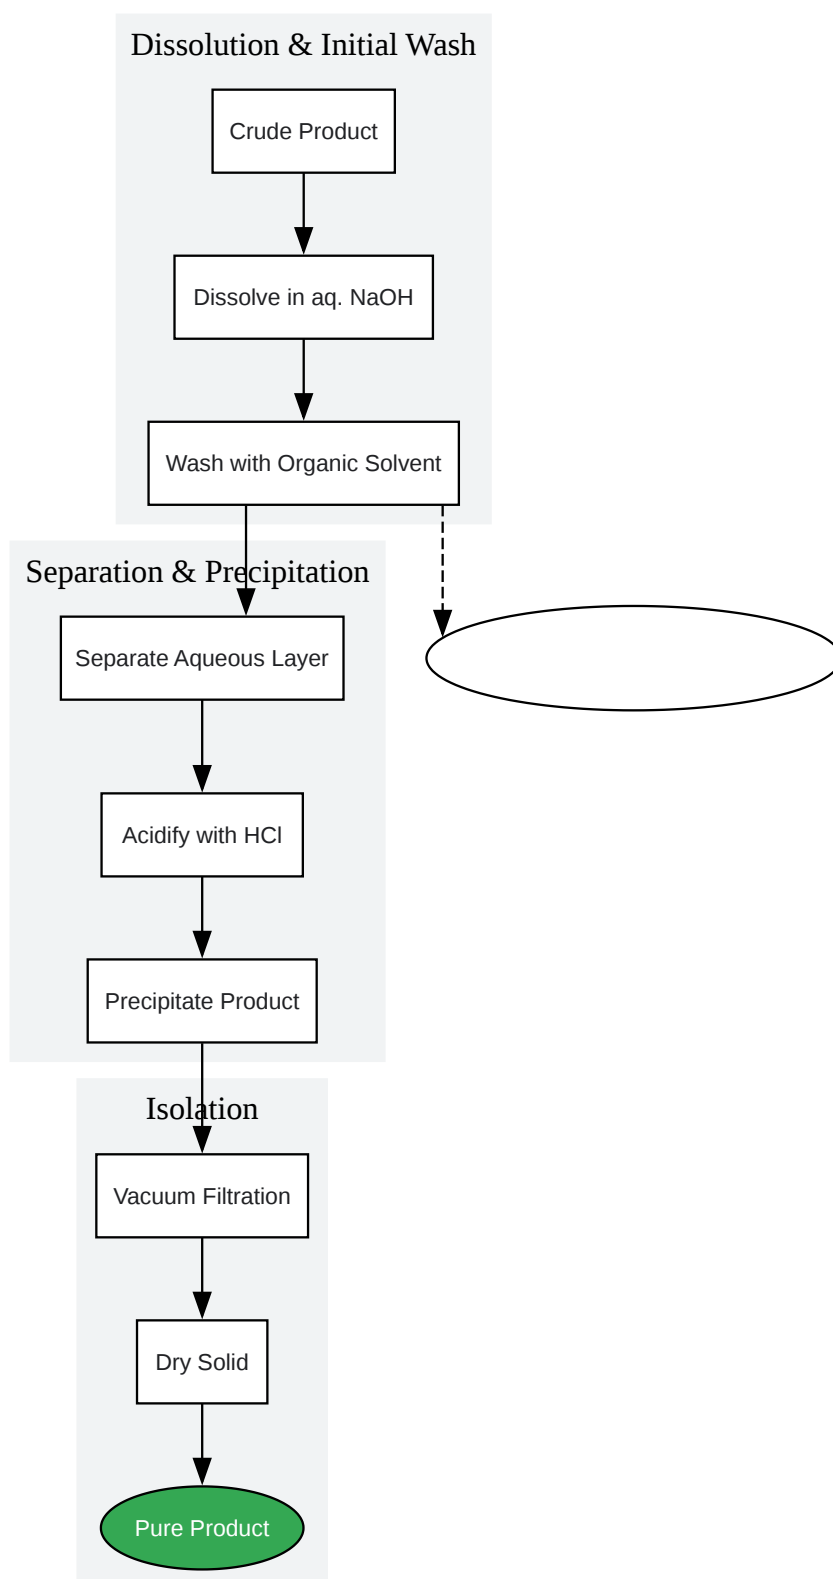 Dissolution & Initial Wash
Crude Product
Dissolve in aq. NaOH
Wash with Organic Solvent
Separation & Precipitation
Separate Aqueous Layer
Acidify with HCl
Precipitate Product
Isolation
Vacuum Filtration
Dry Solid
Pure Product